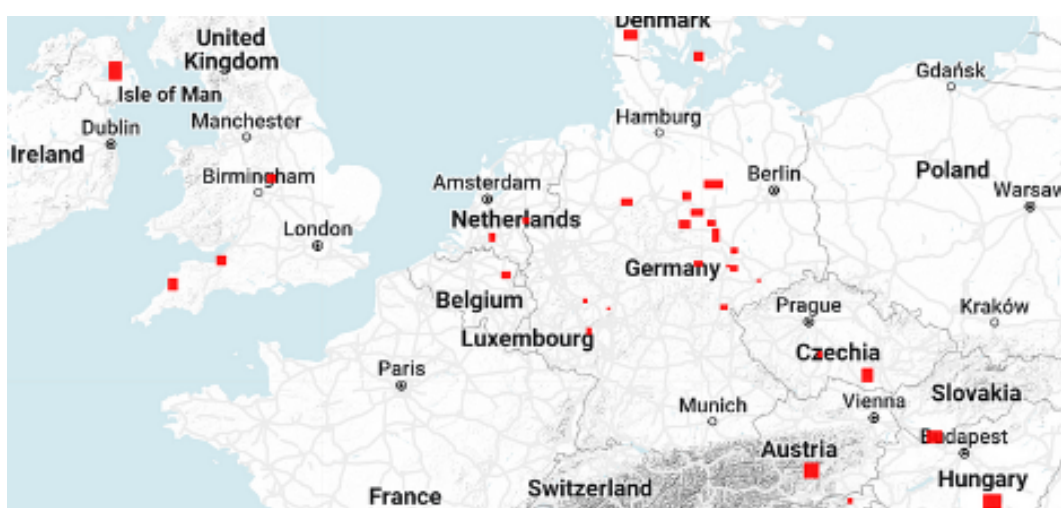 Denmark
United
Kingdom
Gdańsk
Isle of Man
Hamburg
Manchester
Dublin
Ireland
Poland
Birmingham
Berlin
Amsterdam
Warsaw
Netherlands
London
Germany
Belgium
Prague
Kraków
Luxembourg
Czechia
Paris
Slovakia
Munich
Vienna
Budapest
Austria
Hungary
Switzerland
France